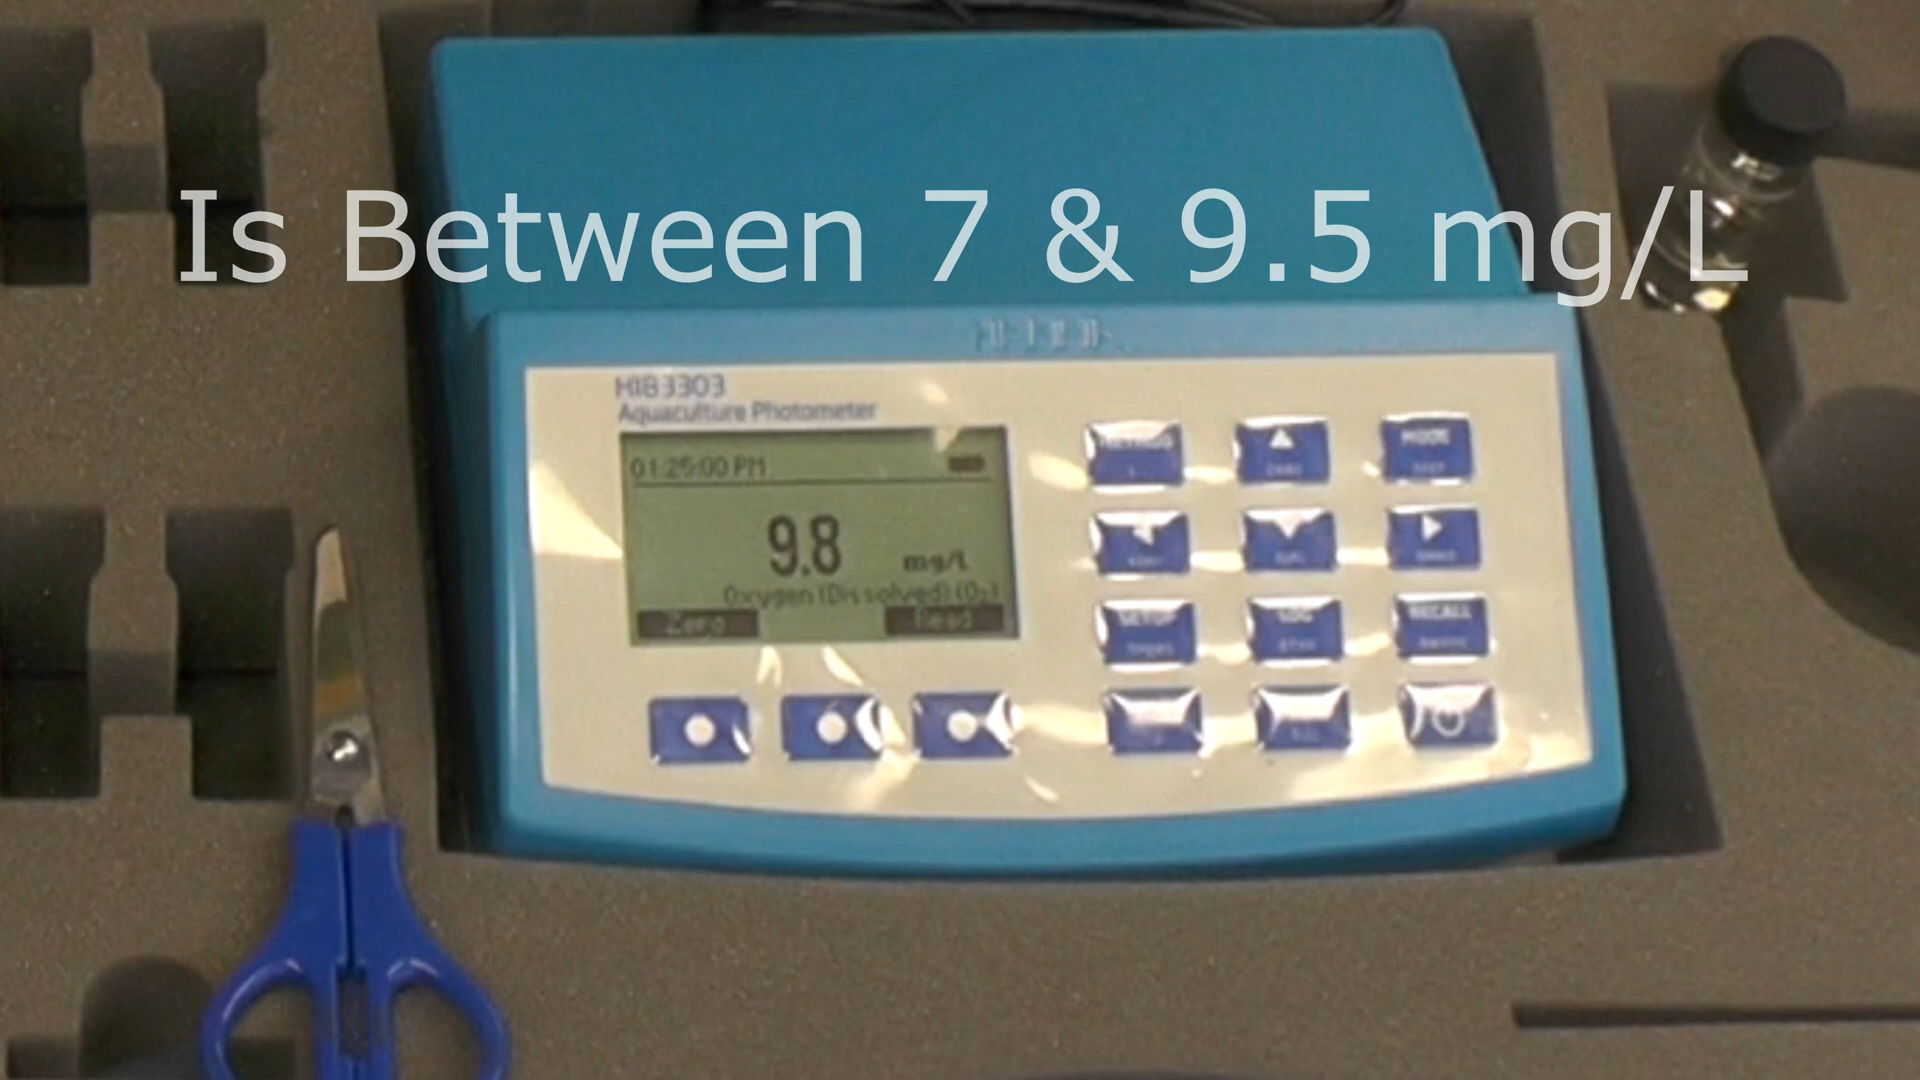 Is Between 7 & 9.5 mg/L
HI83303
Aquaculture Photometer
01:25:00 PM
9.8 mg/L
Oxygen (Dissolved) (O₂)
Zero Read
MODE
SETUP LOG RECALL